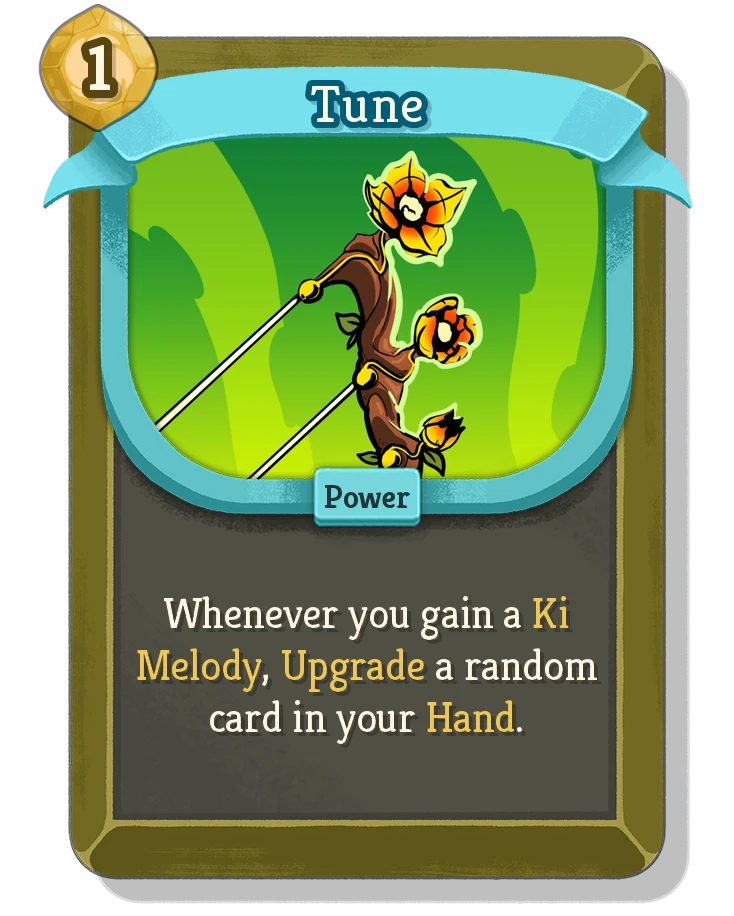 1
Tune
Power
Whenever you gain a Ki
Melody, Upgrade a random
card in your Hand.